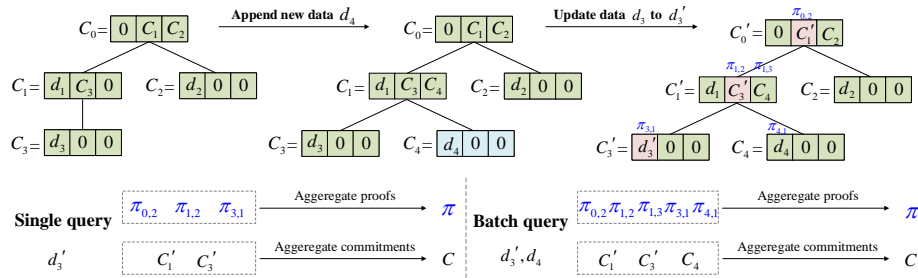 C₀= 0 C₁ C₂
C₁= d₁ C₃ 0
C₂= d₂ 0 0
C₃= d₃ 0 0
Append new data d₄
C₀= 0 C₁ C₂
C₁= d₁ C₃ C₄
C₂= d₂ 0 0
C₃= d₃ 0 0
C₄= d₄ 0 0
Update data d₃ to d₃′
π₀,₂
C₀′= 0 C₁′ C₂
π₁,₂ π₁,₃
C₁′= d₁ C₃′ C₄
C₂= d₂ 0 0
π₃,₁
C₃′= d₃′ 0 0
π₄,₁
C₄= d₄ 0 0
Single query
d₃′
π₀,₂ π₁,₂ π₃,₁
Aggregate proofs
π
C₁′ C₃′
Aggregate commitments
C
Batch query
d₃′, d₄
π₀,₂ π₁,₂ π₁,₃ π₃,₁ π₄,₁
Aggregate proofs
π
C₁′ C₃′ C₄
Aggregate commitments
C